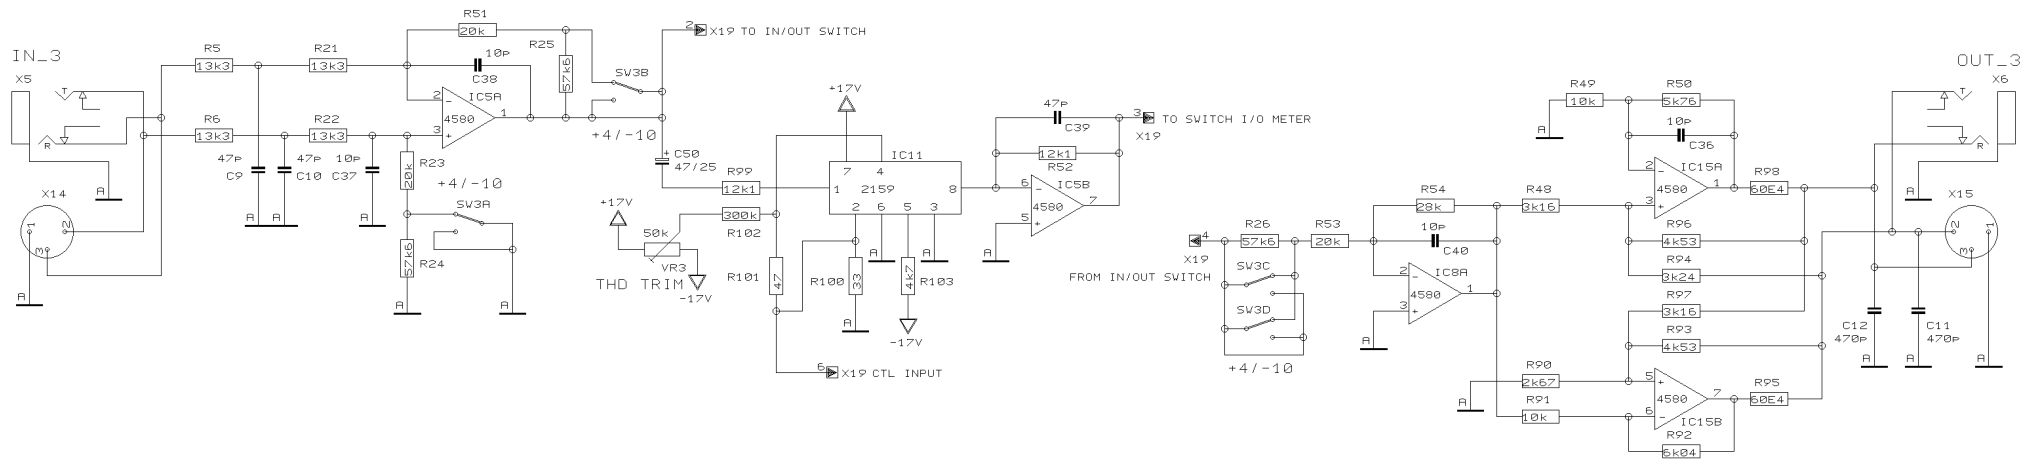 IN_3
X5
T
R
X14
1
2
3
A
A
R5
13k3
R6
13k3
47p
C9
A
47p
C10
A
R21
13k3
R22
13k3
10p
C37
A
R51
20k
10p
C38
IC5A
4580
2
3
1
-
+
R23
20k
R24
57k6
A
+4/-10
SW3A
A
R25
57k6
SW3B
+4/-10
2
X19 TO IN/OUT SWITCH
+
C50
47/25
R99
12k1
300k
R102
+17V
50k
VR3
THD TRIM
-17V
R101
47
+17V
IC11
2159
7
4
1
8
2
6
5
3
R100
33
A
A
4k7
R103
A
-17V
6
X19 CTL INPUT
47p
C39
12k1
R52
IC5B
4580
6
5
7
-
+
A
3
TO SWITCH I/O METER
X19
4
X19
FROM IN/OUT SWITCH
R26
57k6
SW3C
SW3D
+4/-10
R53
20k
R54
28k
10p
C40
IC8A
4580
2
3
1
-
+
A
R48
3k16
R90
2k67
A
R91
10k
R49
10k
A
R50
5k76
10p
C36
IC15A
4580
2
3
1
-
+
R98
60E4
R96
4k53
R94
3k24
R97
3k16
R93
4k53
5
6
7
+
-
4580
IC15B
R95
60E4
R92
6k04
OUT_3
X6
T
R
A
X15
2
1
3
C12
470p
A
C11
470p
A
A